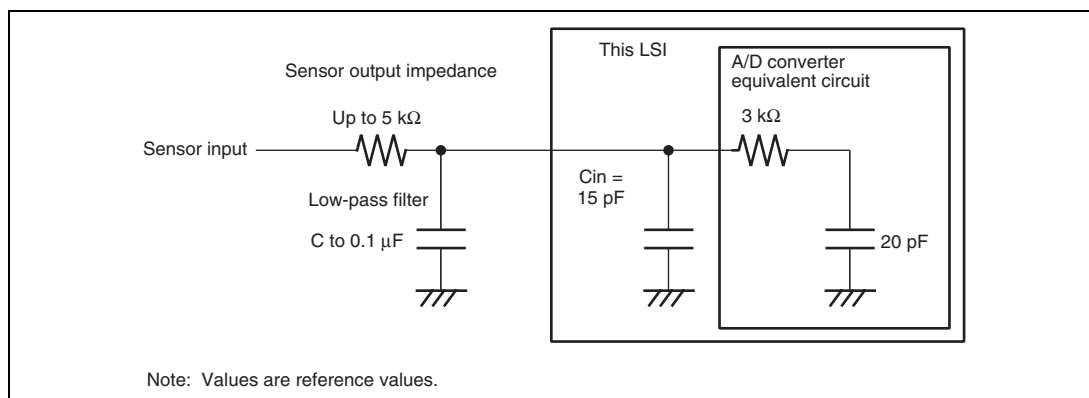 This LSI
A/D converter
equivalent circuit
Sensor output impedance
Up to 5 kΩ
3 kΩ
Sensor input
Cin =
15 pF
Low-pass filter
C to 0.1 μF
20 pF
Note: Values are reference values.